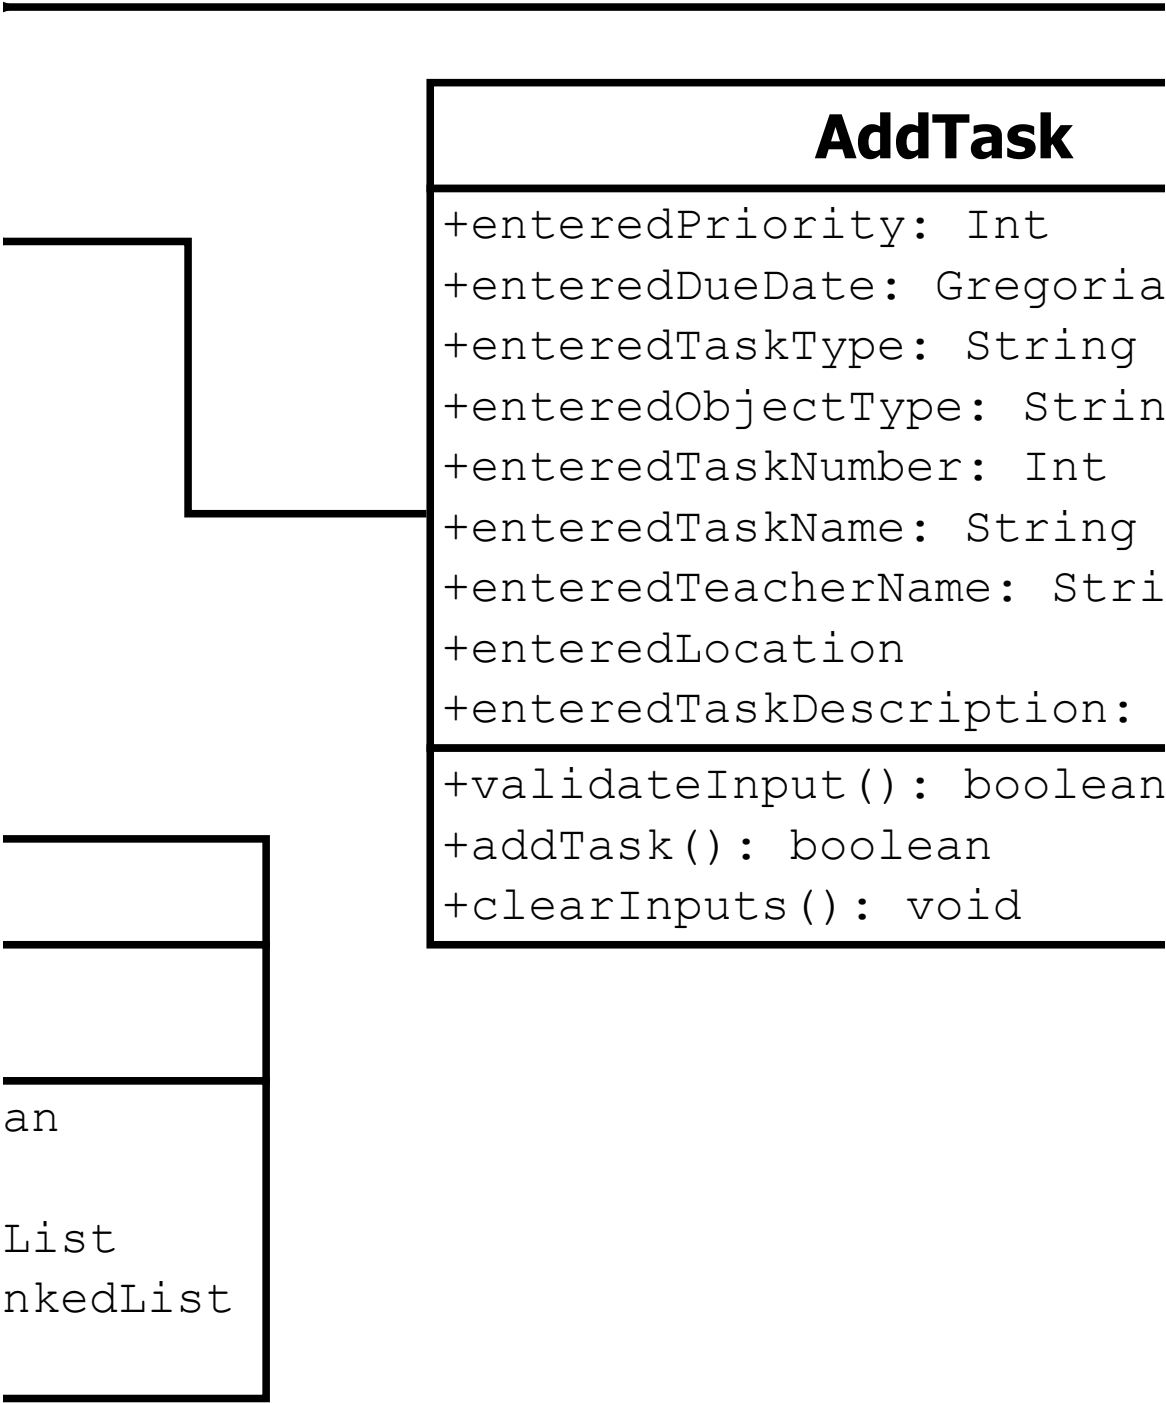 AddTask
+enteredPriority: Int
+enteredDueDate: Gregoria
+enteredTaskType: String
+enteredObjectType: Strin
+enteredTaskNumber: Int
+enteredTaskName: String
+enteredTeacherName: Stri
+enteredLocation
+enteredTaskDescription:
+validateInput(): boolean
+addTask(): boolean
+clearInputs(): void
an
List
nkedList